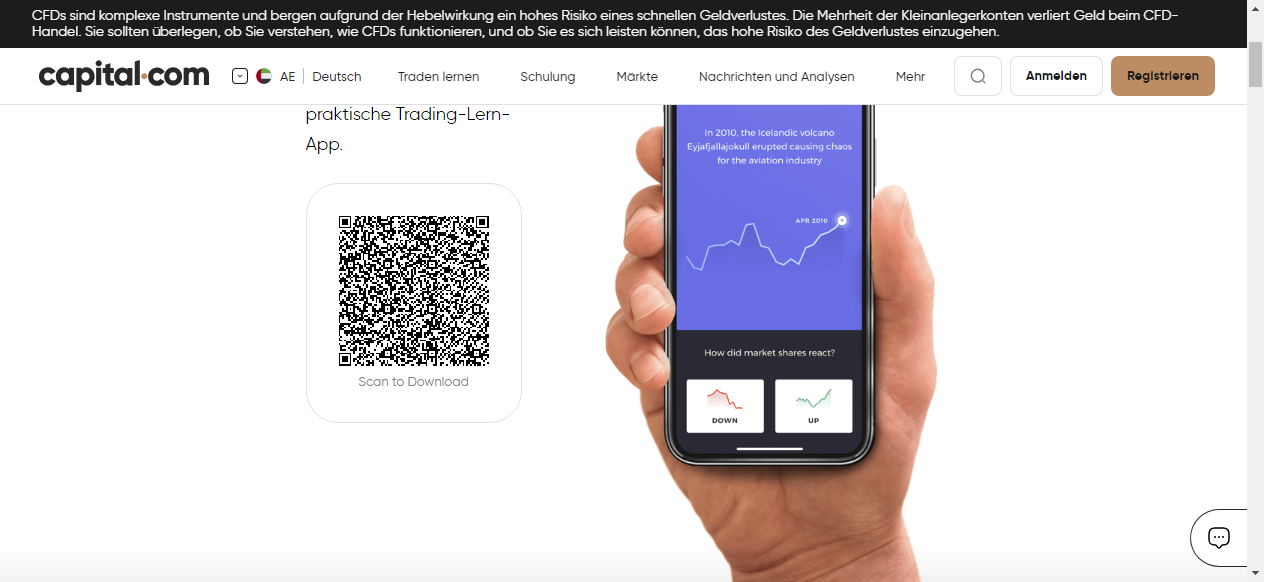 CFDs sind komplexe Instrumente und bergen aufgrund der Hebelwirkung ein hohes Risiko eines schnellen Geldverlustes. Die Mehrheit der Kleinanlegerkonten verliert Geld beim CFD-
Handel. Sie sollten überlegen, ob Sie verstehen, wie CFDs funktionieren, und ob Sie es sich leisten können, das hohe Risiko des Geldverlustes einzugehen.
capital.com AE Deutsch Traden lernen Schulung Märkte Nachrichten und Analysen Mehr Anmelden Registrieren
praktische Trading-Lern-
App.
Scan to Download
In 2010, the Icelandic volcano
Eyjafjallajokull erupted causing chaos
for the aviation industry
APR 2010
How did market shares react?
DOWN UP